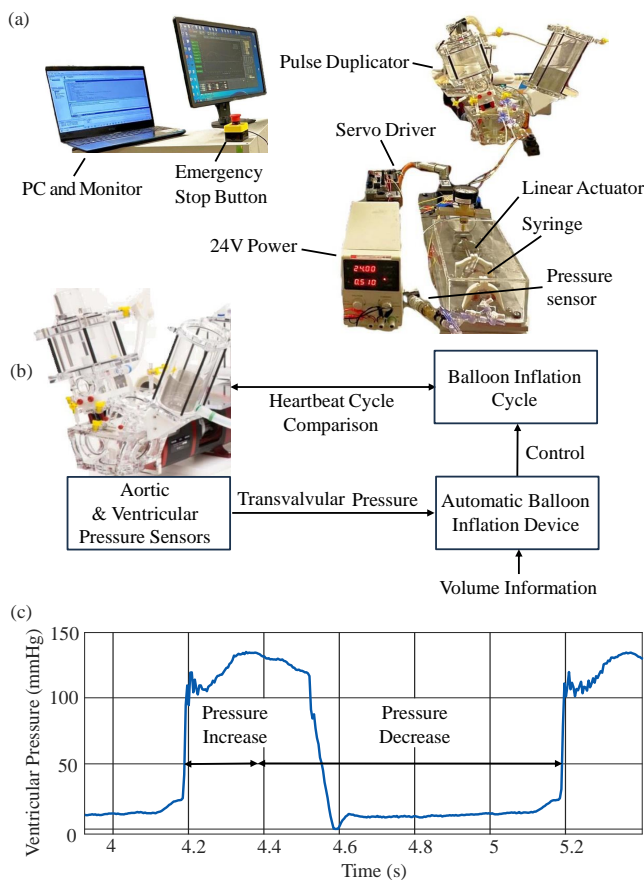 (a)
Pulse Duplicator
Servo Driver
PC and Monitor
Emergency
Stop Button
Linear Actuator
Syringe
24V Power
24.00
0.510
Pressure
sensor
(b)
Heartbeat Cycle
Comparison
Balloon Inflation
Cycle
Control
Aortic
& Ventricular
Pressure Sensors
Transvalvular Pressure
Automatic Balloon
Inflation Device
Volume Information
(c)
Ventricular Pressure (mmHg)
150
100
50
0
Pressure
Increase
Pressure
Decrease
4
4.2
4.4
4.6
4.8
5
5.2
Time (s)